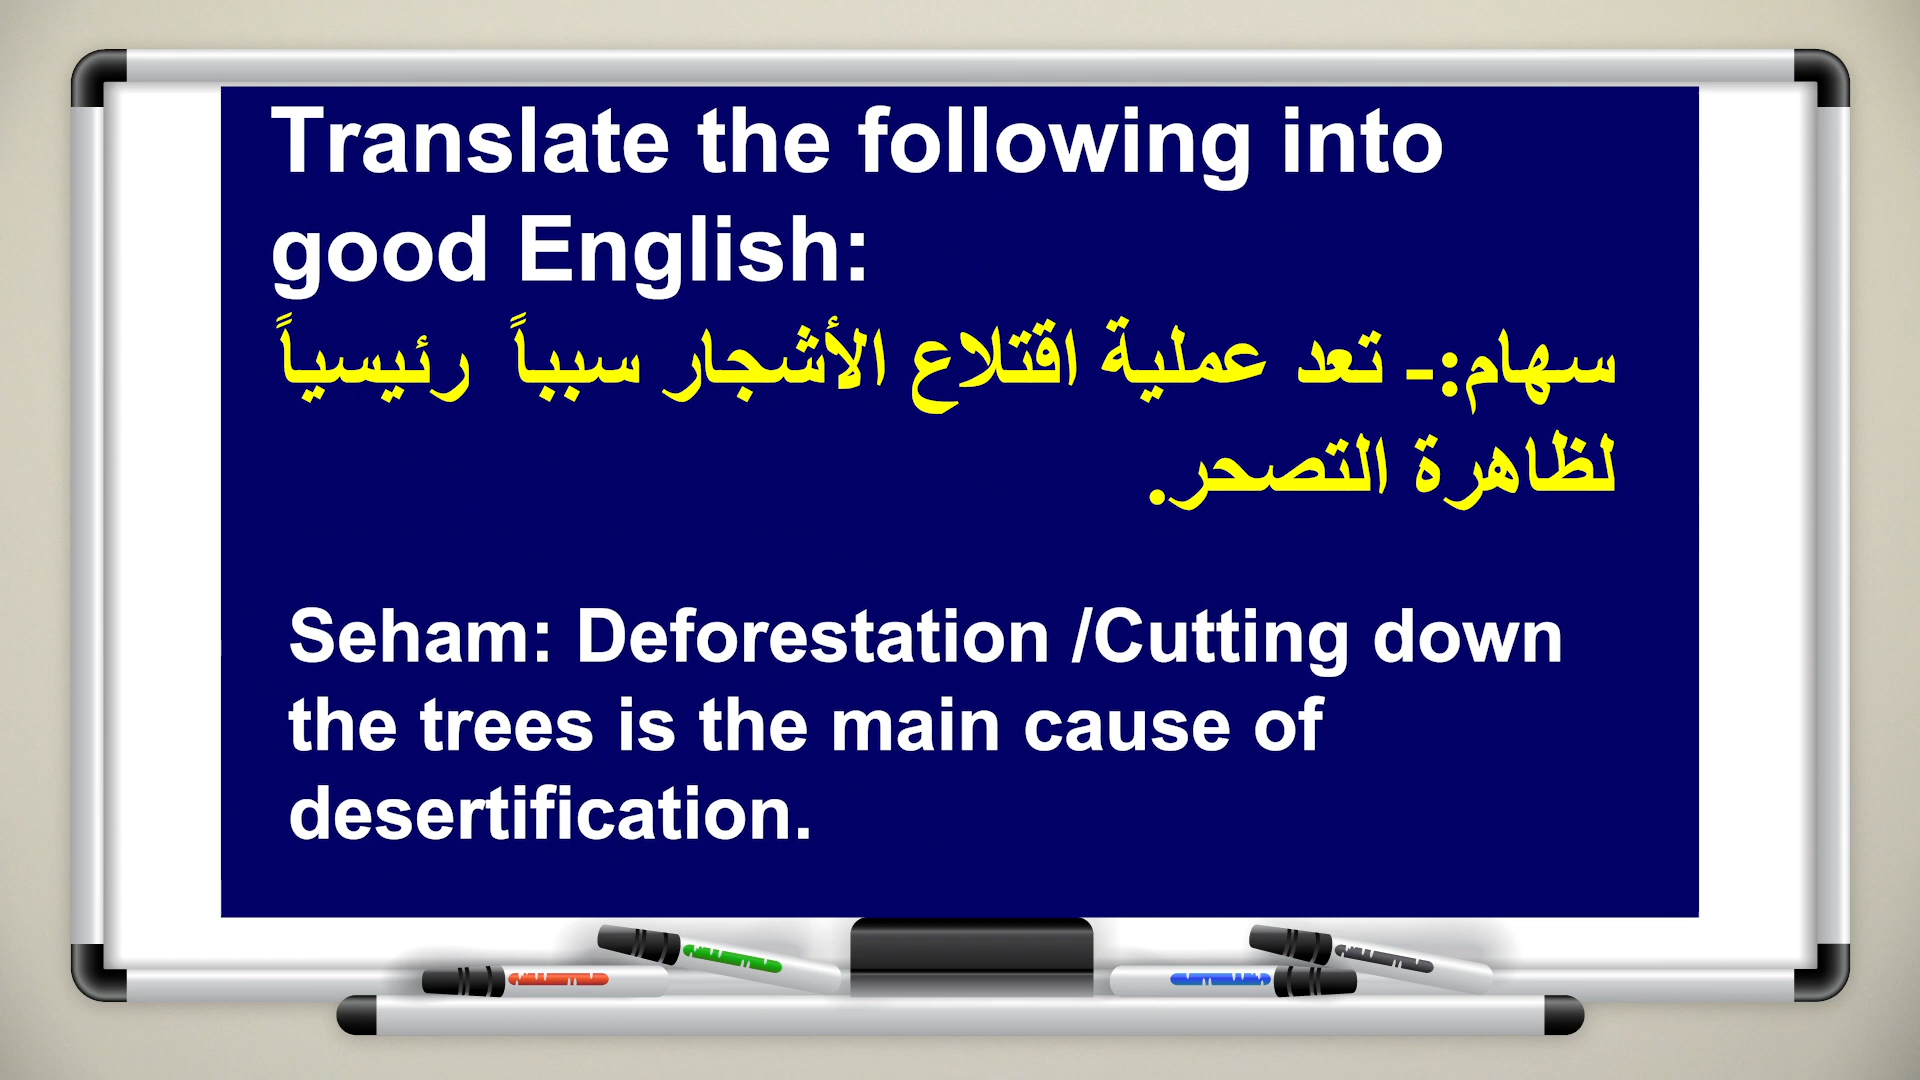 Translate the following into
good English:
سهام:- تعد عملية اقتلاع الأشجار سبباً  رئيسياً
لظاهرة التصحر.
Seham: Deforestation /Cutting down
the trees is the main cause of
desertification.